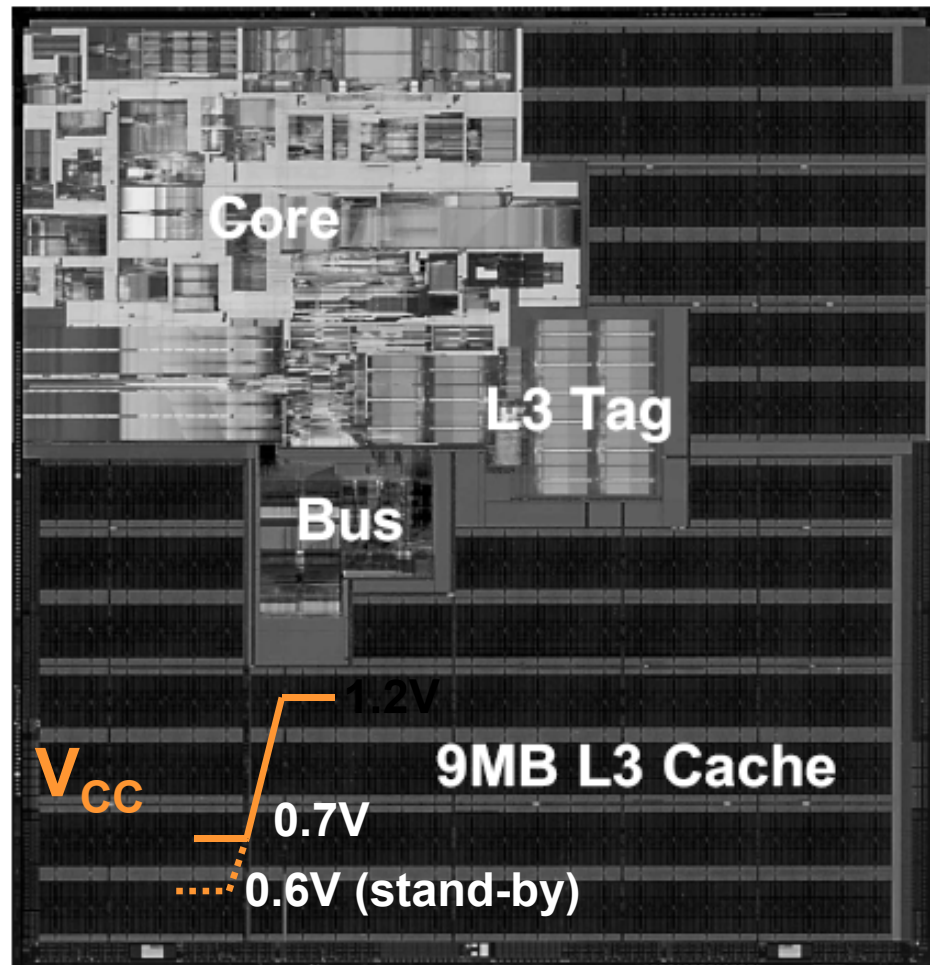 Core
L3 Tag
Bus
1.2V
9MB L3 Cache
VCC
0.7V
0.6V (stand-by)